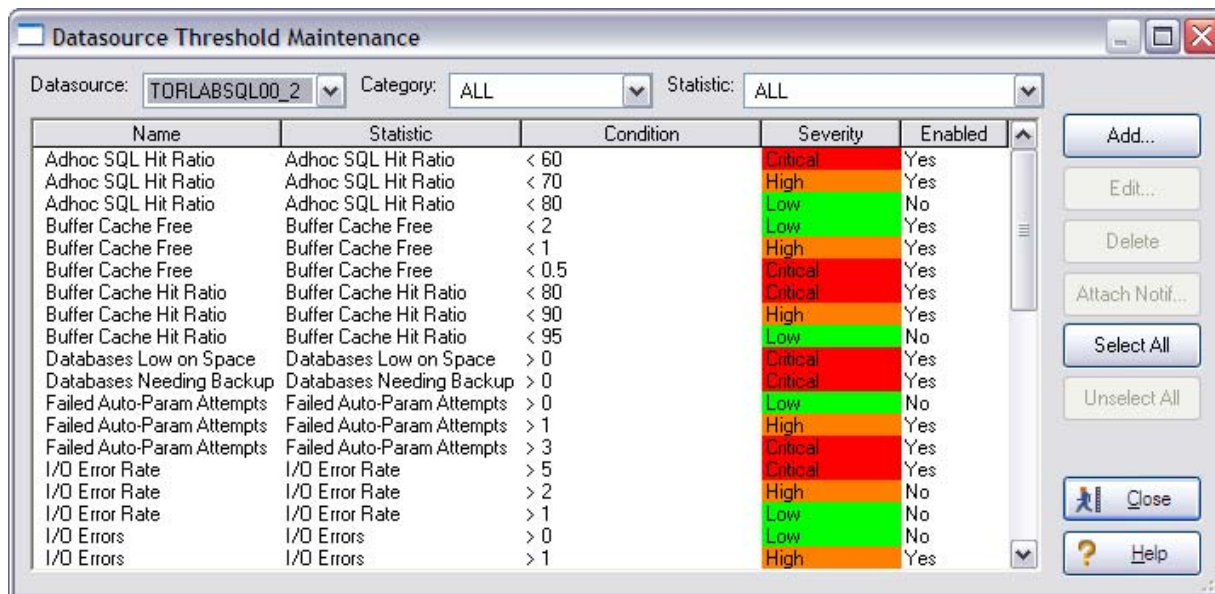 Datasource Threshold Maintenance
Datasource: TORLABSQL00_2 Category: ALL Statistic: ALL
Name Statistic Condition Severity Enabled
Adhoc SQL Hit Ratio Adhoc SQL Hit Ratio < 60 Critical Yes
Adhoc SQL Hit Ratio Adhoc SQL Hit Ratio < 70 High Yes
Adhoc SQL Hit Ratio Adhoc SQL Hit Ratio < 80 Low No
Buffer Cache Free Buffer Cache Free < 2 Low Yes
Buffer Cache Free Buffer Cache Free < 1 High Yes
Buffer Cache Free Buffer Cache Free < 0.5 Critical Yes
Buffer Cache Hit Ratio Buffer Cache Hit Ratio < 80 Critical Yes
Buffer Cache Hit Ratio Buffer Cache Hit Ratio < 90 High Yes
Buffer Cache Hit Ratio Buffer Cache Hit Ratio < 95 Low No
Databases Low on Space Databases Low on Space > 0 Critical Yes
Databases Needing Backup Databases Needing Backup > 0 Critical Yes
Failed Auto-Param Attempts Failed Auto-Param Attempts > 0 Low No
Failed Auto-Param Attempts Failed Auto-Param Attempts > 1 High Yes
Failed Auto-Param Attempts Failed Auto-Param Attempts > 3 Critical Yes
I/O Error Rate I/O Error Rate > 5 Critical Yes
I/O Error Rate I/O Error Rate > 2 High No
I/O Error Rate I/O Error Rate > 1 Low No
I/O Errors I/O Errors > 0 Low No
I/O Errors I/O Errors > 1 High Yes
Add...
Edit...
Delete
Attach Notif...
Select All
Unselect All
Close
Help